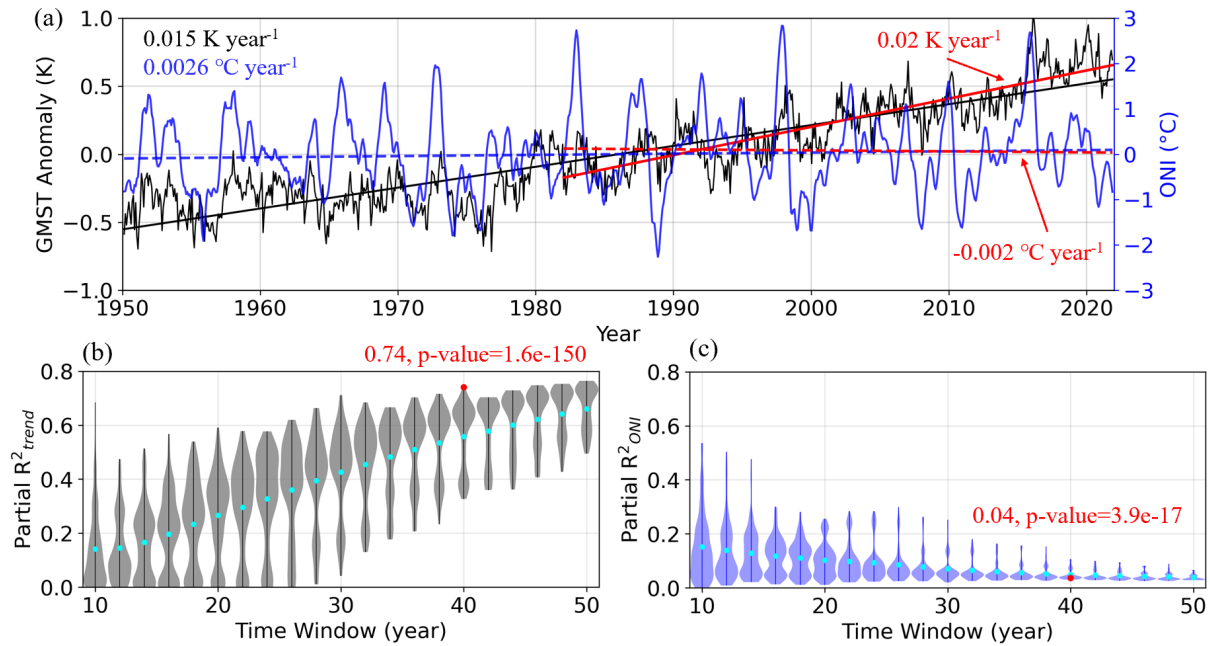 (a)
0.015 K year⁻¹
0.0026 °C year⁻¹
0.02 K year⁻¹
-0.002 °C year⁻¹
GMST Anomaly (K)
1.0
0.5
0.0
−0.5
−1.0
ONI (°C)
3
2
1
0
−1
−2
−3
1950 1960 1970 1980 1990 2000 2010 2020
Year
(b)
0.74, p-value=1.6e-150
Partial R²trend
0.8
0.6
0.4
0.2
0.0
10 20 30 40 50
Time Window (year)
(c)
0.04, p-value=3.9e-17
Partial R²ONI
0.8
0.6
0.4
0.2
0.0
10 20 30 40 50
Time Window (year)